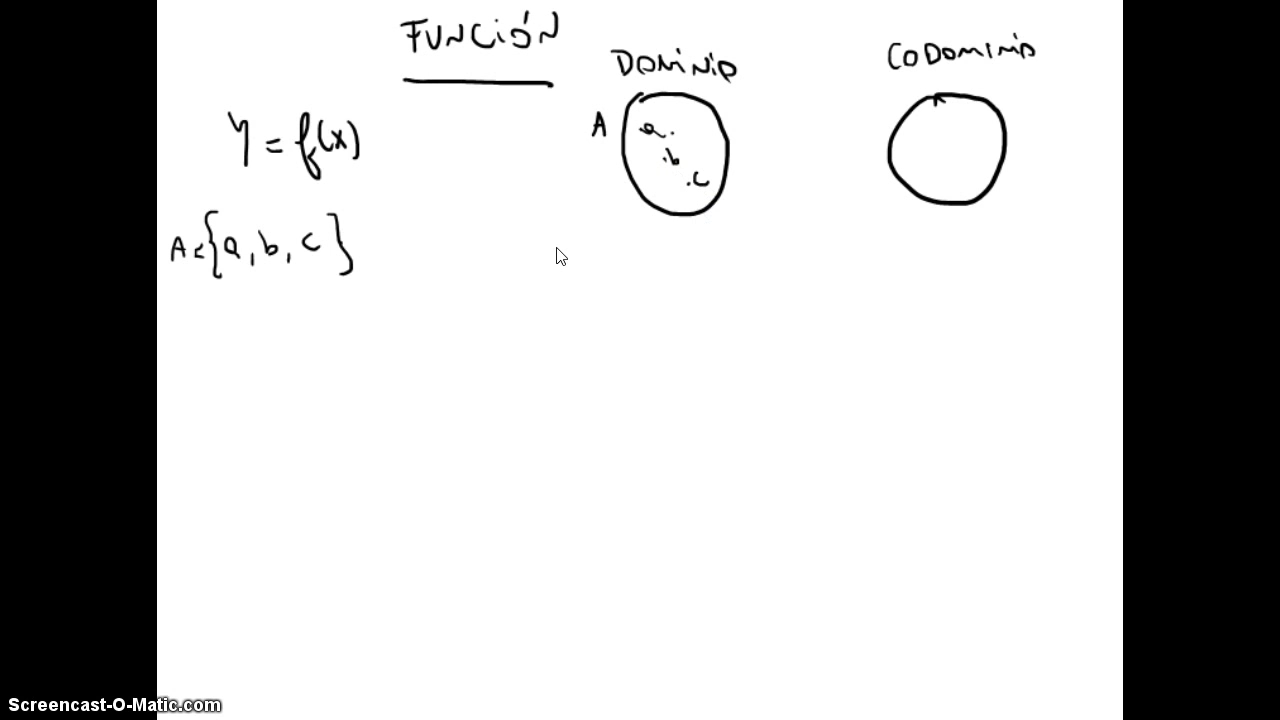 FUNCIÓN
DOMINIO
CODOMINIO
A
a.
.b
.c
y = f(x)
A = {a, b, c}
Screencast-O-Matic.com